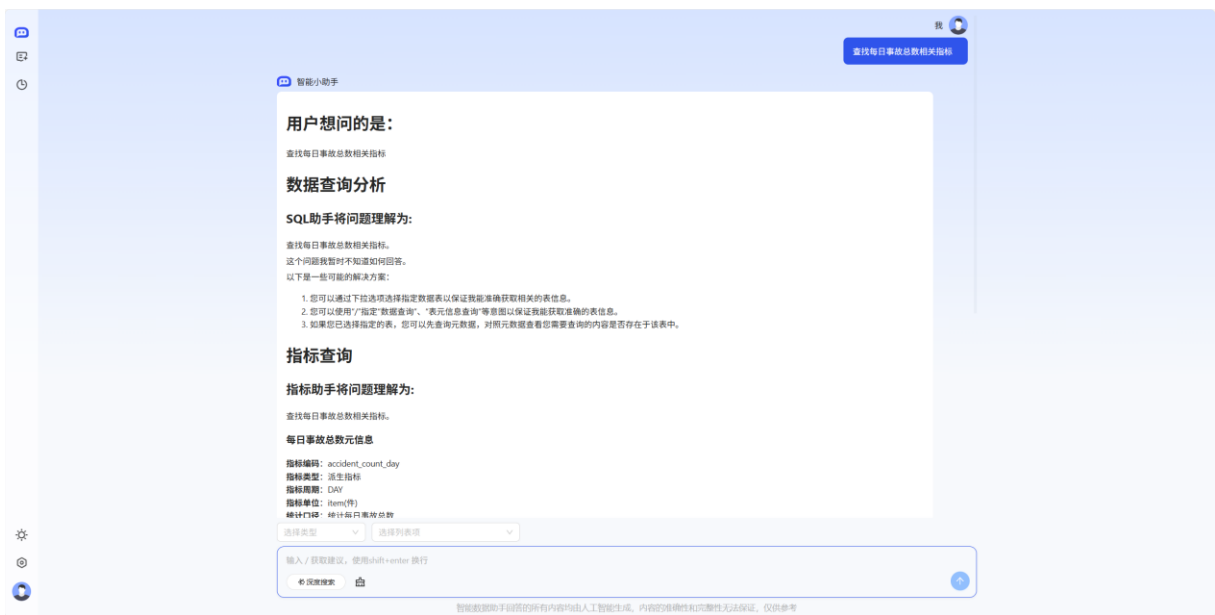 我
查找每日事故总数相关指标
智能小助手
用户想问的是：
查找每日事故总数相关指标
数据查询分析
SQL助手将问题理解为:
查找每日事故总数相关指标。
这个问题我暂时不知道如何回答。
以下是一些可能的解决方案：
1. 您可以通过下拉选项选择指定数据表以保证我能准确获取相关的表信息。
2. 您可以使用"/"指定"数据查询"、"表元信息查询"等意图以保证我能获取准确的表信息。
3. 如果您已选择指定的表，您可以先查询元数据，对照元数据查看您需要查询的内容是否存在于该表中。
指标查询
指标助手将问题理解为:
查找每日事故总数相关指标。
每日事故总数元信息
指标编码：accident_count_day
指标类型：派生指标
指标周期：DAY
指标单位：item(件)
统计口径：统计每日事故总数
选择类型 选择列表项
输入 / 获取建议，使用shift+enter 换行
深度搜索
智能数据助手回答的所有内容均由人工智能生成，内容的准确性和完整性无法保证，仅供参考